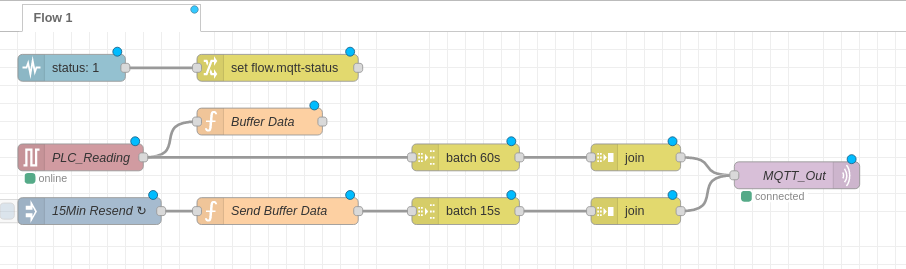 Flow 1
status: 1
set flow.mqtt-status
Buffer Data
PLC_Reading
batch 60s
join
MQTT_Out
online
connected
15Min Resend ↻
Send Buffer Data
batch 15s
join